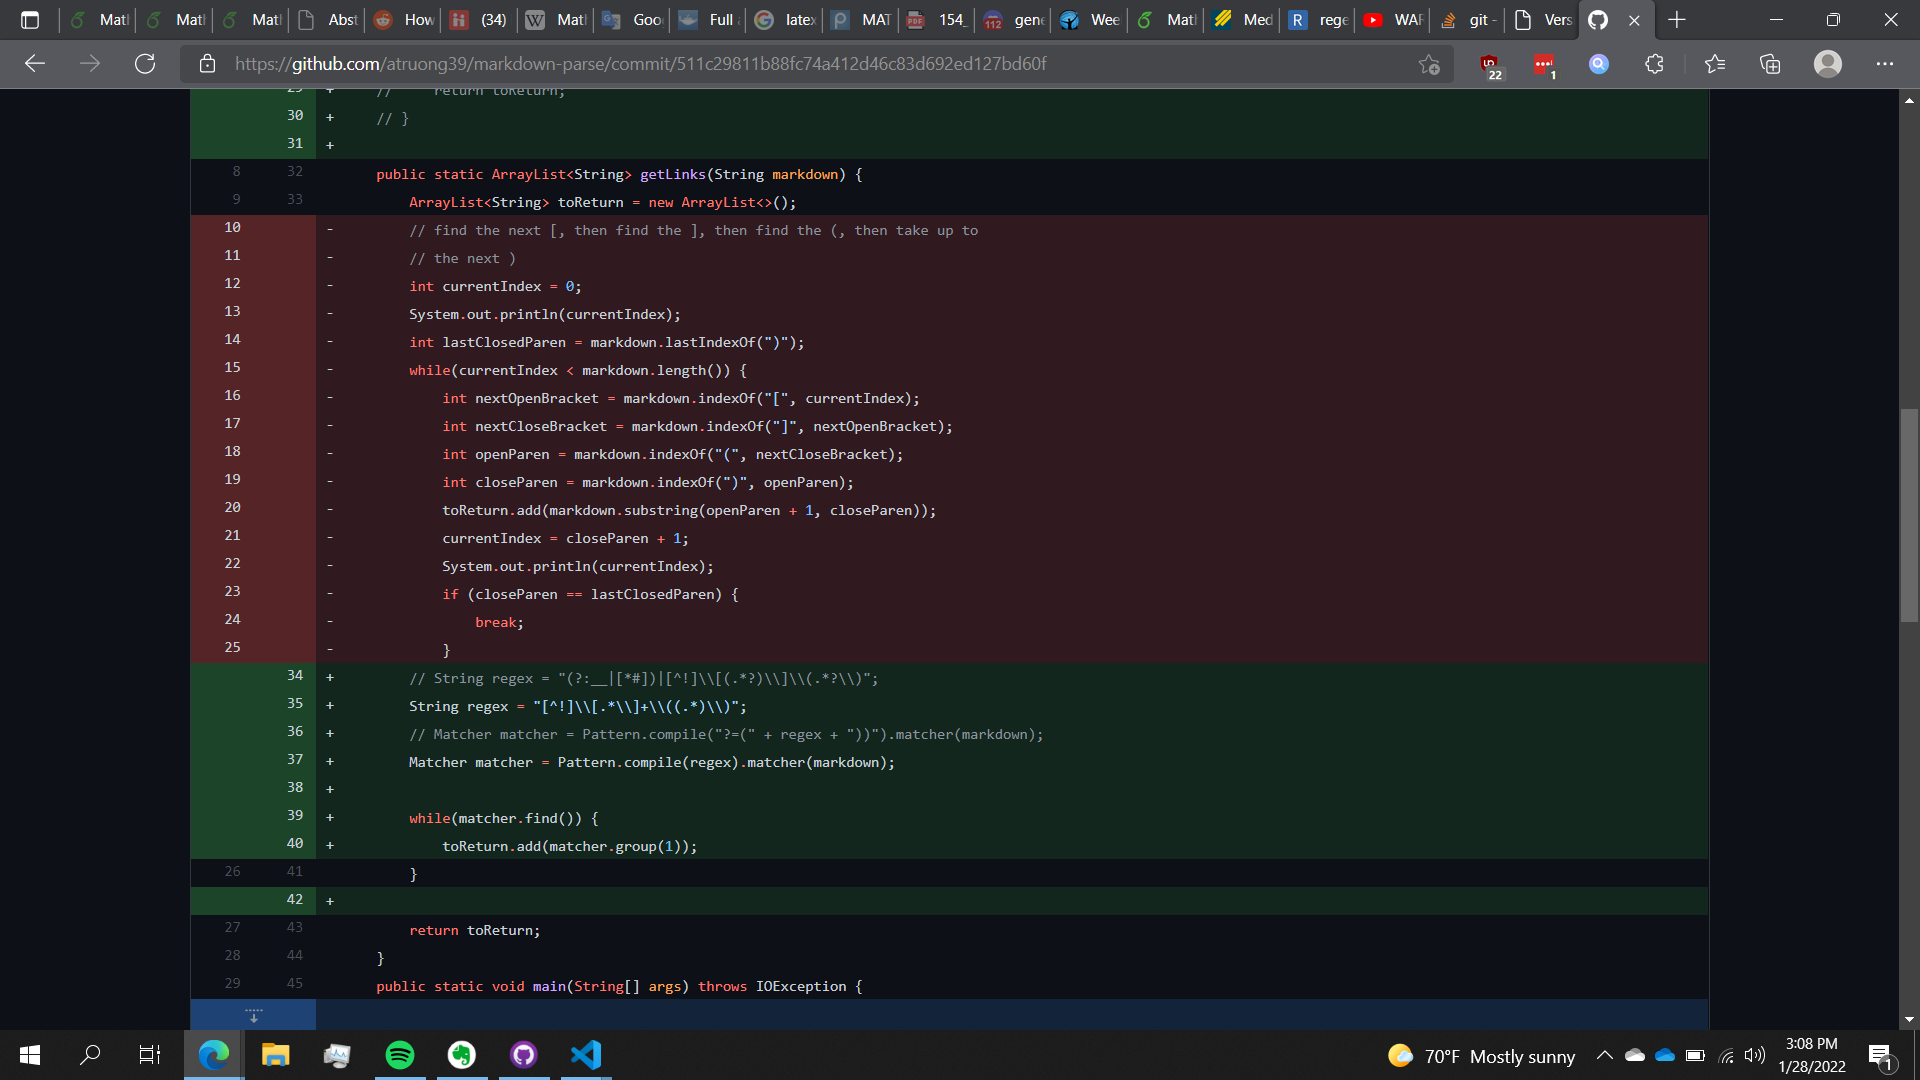 Mat
Mat
Mat
Abst
How
(34)
Mat
Goo
Full
late
MAT
154_
gene
Wee
Mat
Med
rege
WAR
git -
Vers
https://github.com/atruong39/markdown-parse/commit/511c29811b88fc74a412d46c83d692ed127bd60f
22
1
29 + // return toReturn;
30 + // }
31 +
8 32 public static ArrayList<String> getLinks(String markdown) {
9 33 ArrayList<String> toReturn = new ArrayList<>();
10 - // find the next [, then find the ], then find the (, then take up to
11 - // the next )
12 - int currentIndex = 0;
13 - System.out.println(currentIndex);
14 - int lastClosedParen = markdown.lastIndexOf(")");
15 - while(currentIndex < markdown.length()) {
16 - int nextOpenBracket = markdown.indexOf("[", currentIndex);
17 - int nextCloseBracket = markdown.indexOf("]", nextOpenBracket);
18 - int openParen = markdown.indexOf("(", nextCloseBracket);
19 - int closeParen = markdown.indexOf(")", openParen);
20 - toReturn.add(markdown.substring(openParen + 1, closeParen));
21 - currentIndex = closeParen + 1;
22 - System.out.println(currentIndex);
23 - if (closeParen == lastClosedParen) {
24 - break;
25 - }
34 + // String regex = "(?:__|[*#])|[^!]\\[(.*?)\\]\\(.*?\\)";
35 + String regex = "[^!]\\[.*\\]+\\((.*)\\)";
36 + // Matcher matcher = Pattern.compile("?=(" + regex + "))").matcher(markdown);
37 + Matcher matcher = Pattern.compile(regex).matcher(markdown);
38 +
39 + while(matcher.find()) {
40 + toReturn.add(matcher.group(1));
26 41 }
42 +
27 43 return toReturn;
28 44 }
29 45 public static void main(String[] args) throws IOException {
70°F Mostly sunny
3:08 PM
1/28/2022
1